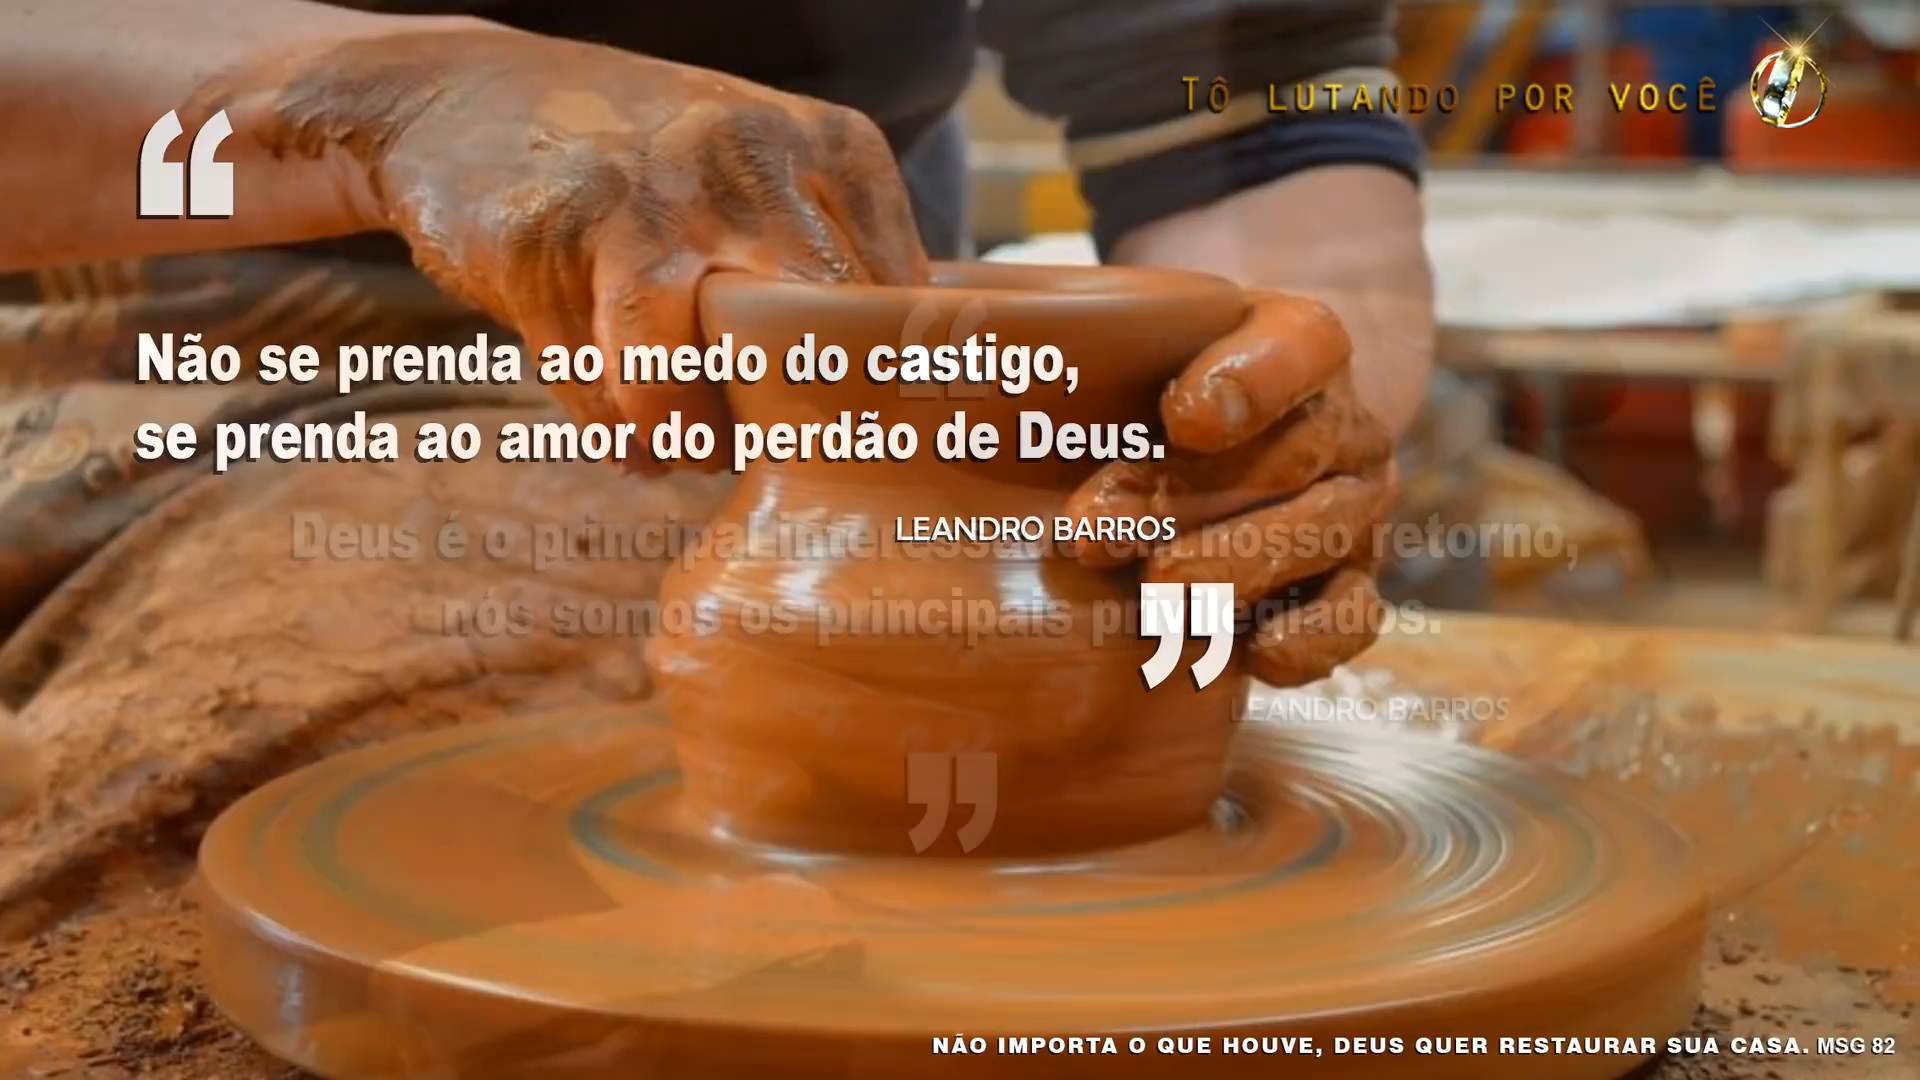 TÔ LUTANDO POR VOCÊ
“
Não se prenda ao medo do castigo,
se prenda ao amor do perdão de Deus.
LEANDRO BARROS
”
“
Deus é o principal interessado em nosso retorno,
nós somos os principais privilegiados.
LEANDRO BARROS
”
NÃO IMPORTA O QUE HOUVE, DEUS QUER RESTAURAR SUA CASA. MSG 82